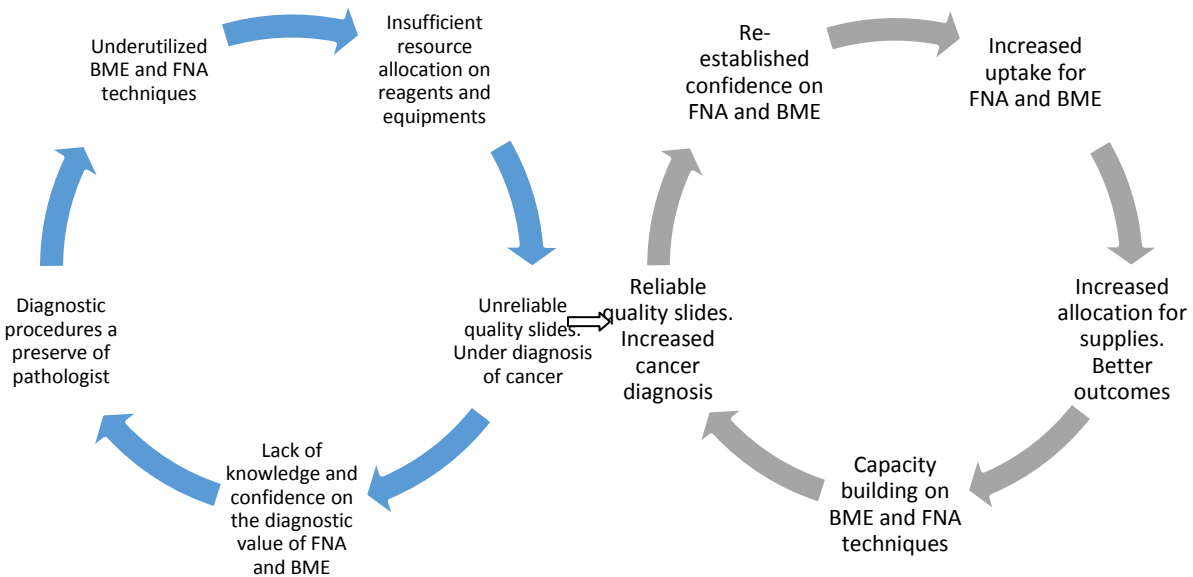 Underutilized
BME and FNA
techniques
Insufficient
resource
allocation on
reagents and
equipments
Unreliable
quality slides.
Under diagnosis
of cancer
Lack of
knowledge and
confidence on
the diagnostic
value of FNA
and BME
Diagnostic
procedures a
preserve of
pathologist
Re-
established
confidence on
FNA and BME
Increased
uptake for
FNA and BME
Increased
allocation for
supplies.
Better
outcomes
Capacity
building on
BME and FNA
techniques
Reliable
quality slides.
Increased
cancer
diagnosis